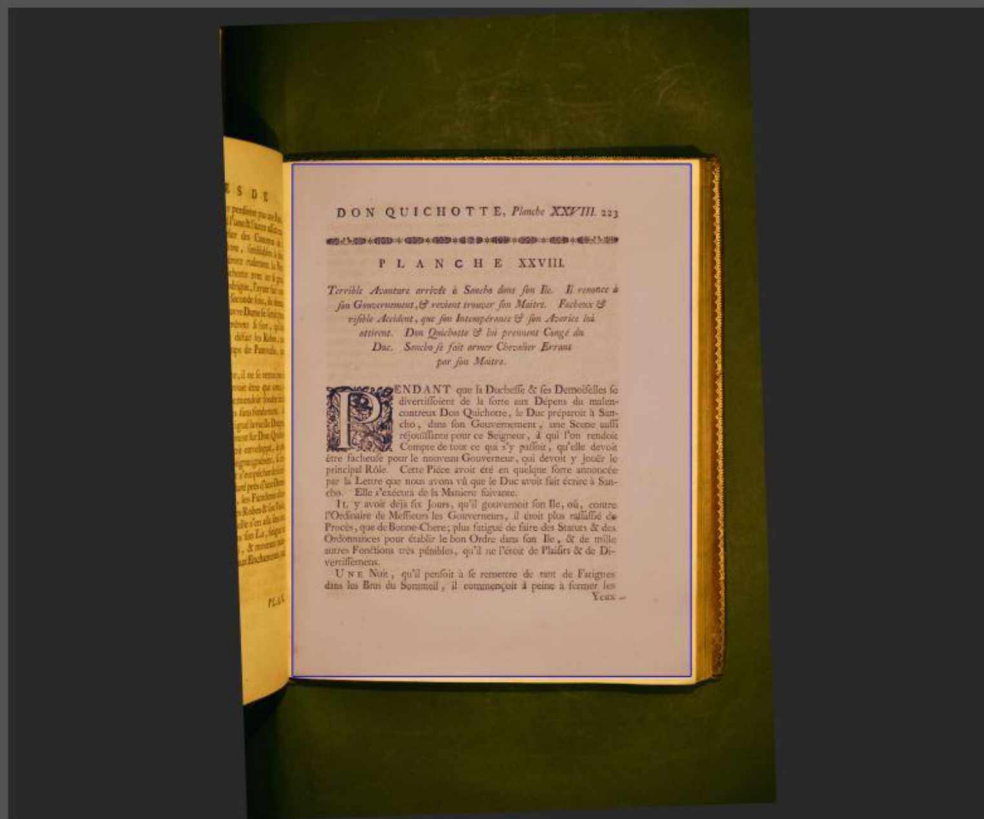 E S D E
DON QUICHOTTE, Planche XXVIII. 223
PLANCHE XXVIII.
Terrible Avanture arrivée à Sancho dans son Ile. Il renonce à
son Gouvernement, & revient trouver son Maitre. Facheux &
risible Accident, que son Intempérance & son Avarice lui
attirent. Don Quichotte & lui prennent Congé du
Duc. Sancho se fait armer Chevalier Errant
par son Maitre.
PENDANT que la Duchesse & ses Demoiselles se
divertissoient de la sorte aux Dépens du malen-
contreux Don Quichotte, le Duc préparoit à San-
cho, dans son Gouvernement, une Scene aussi
réjouissante pour ce Seigneur, à qui l'on rendoit
Compte de tout ce qui s'y passoit, qu'elle devoit
être facheuse pour le nouveau Gouverneur, qui devoit y jouër le
principal Rôle. Cette Piéce avoit été en quelque sorte annoncée
par la Lettre que nous avons vû que le Duc avoit fait écrire à San-
cho. Elle s'exécuta de la Maniere suivante.
IL y avoit déja six Jours, qu'il gouvernoit son Ile, où, contre
l'Ordinaire de Messieurs les Gouverneurs, il étoit plus rassasié de
Procès, que de Bonne-Chere; plus fatigué de faire des Statuts & des
Ordonnances pour établir le bon Ordre dans son Ile, & de mille
autres Fonctions très pénibles, qu'il ne l'étoit de Plaisirs & de Di-
vertissemens.
UNE Nuit, qu'il pensoit à se remettre de tant de Fatigues
dans les Bras du Sommeil, il commençoit à peine à fermer les
Yeux